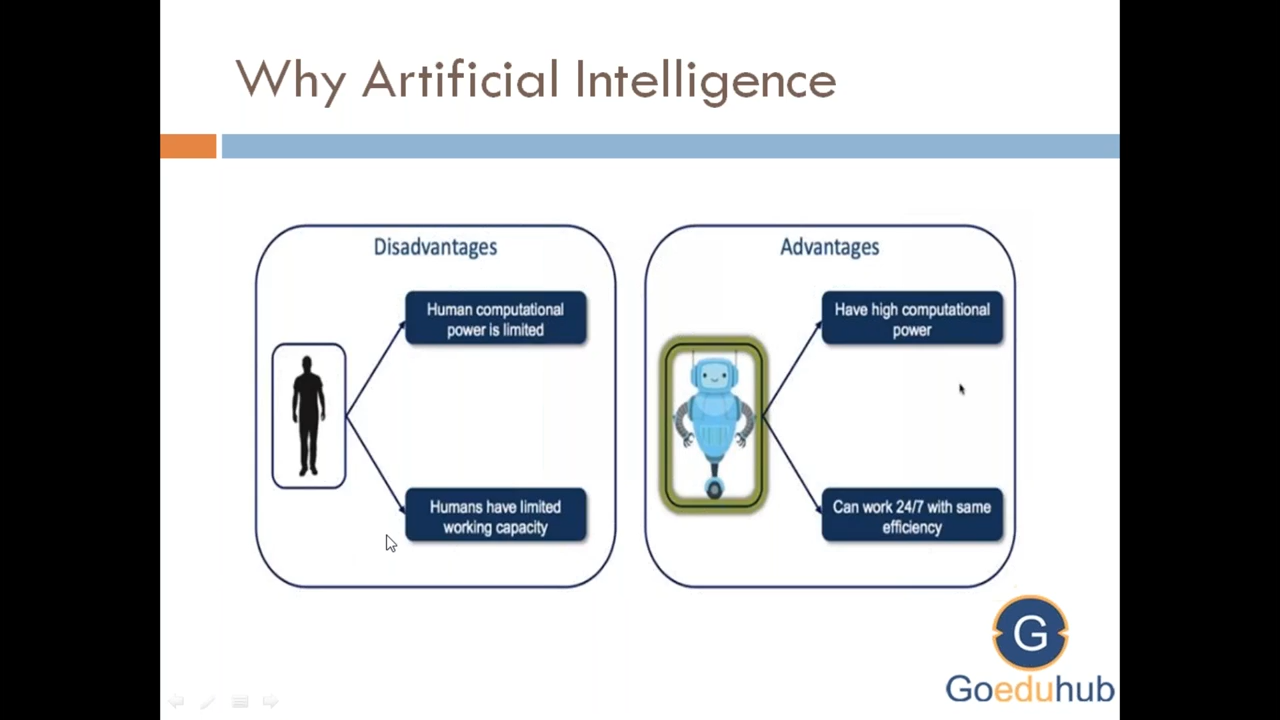 Why Artificial Intelligence
Disadvantages
Human computational
power is limited
Humans have limited
working capacity
Advantages
Have high computational
power
Can work 24/7 with same
efficiency
G
Goeduhub